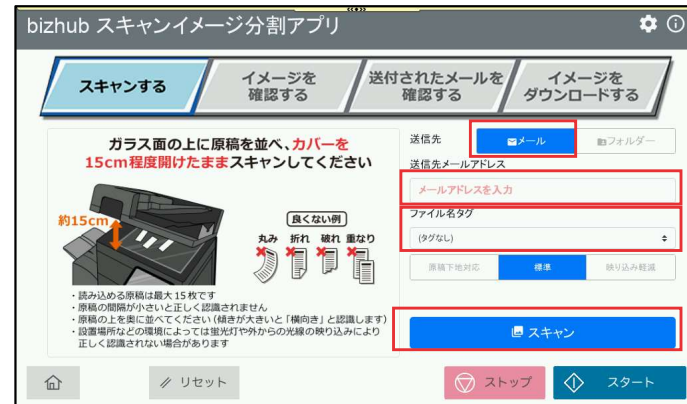 bizhub スキャンイメージ分割アプリ
スキャンする
イメージを
確認する
送付されたメールを
確認する
イメージを
ダウンロードする
ガラス面の上に原稿を並べ、カバーを
15cm程度開けたままスキャンしてください
約15cm
良くない例
丸み 折れ 破れ 重なり
・読み込める原稿は最大15枚です
・原稿の間隔が小さいと正しく認識されません
・原稿の上を奥に並べてください(傾きが大きいと「横向き」と認識します)
・設置場所などの環境によっては蛍光灯や外からの光線の映り込みにより
正しく認識されない場合があります
送信先
メール
フォルダー
送信先メールアドレス
メールアドレスを入力
ファイル名タグ
(タグなし)
原稿下地対応
標準
映り込み軽減
スキャン
リセット
ストップ
スタート